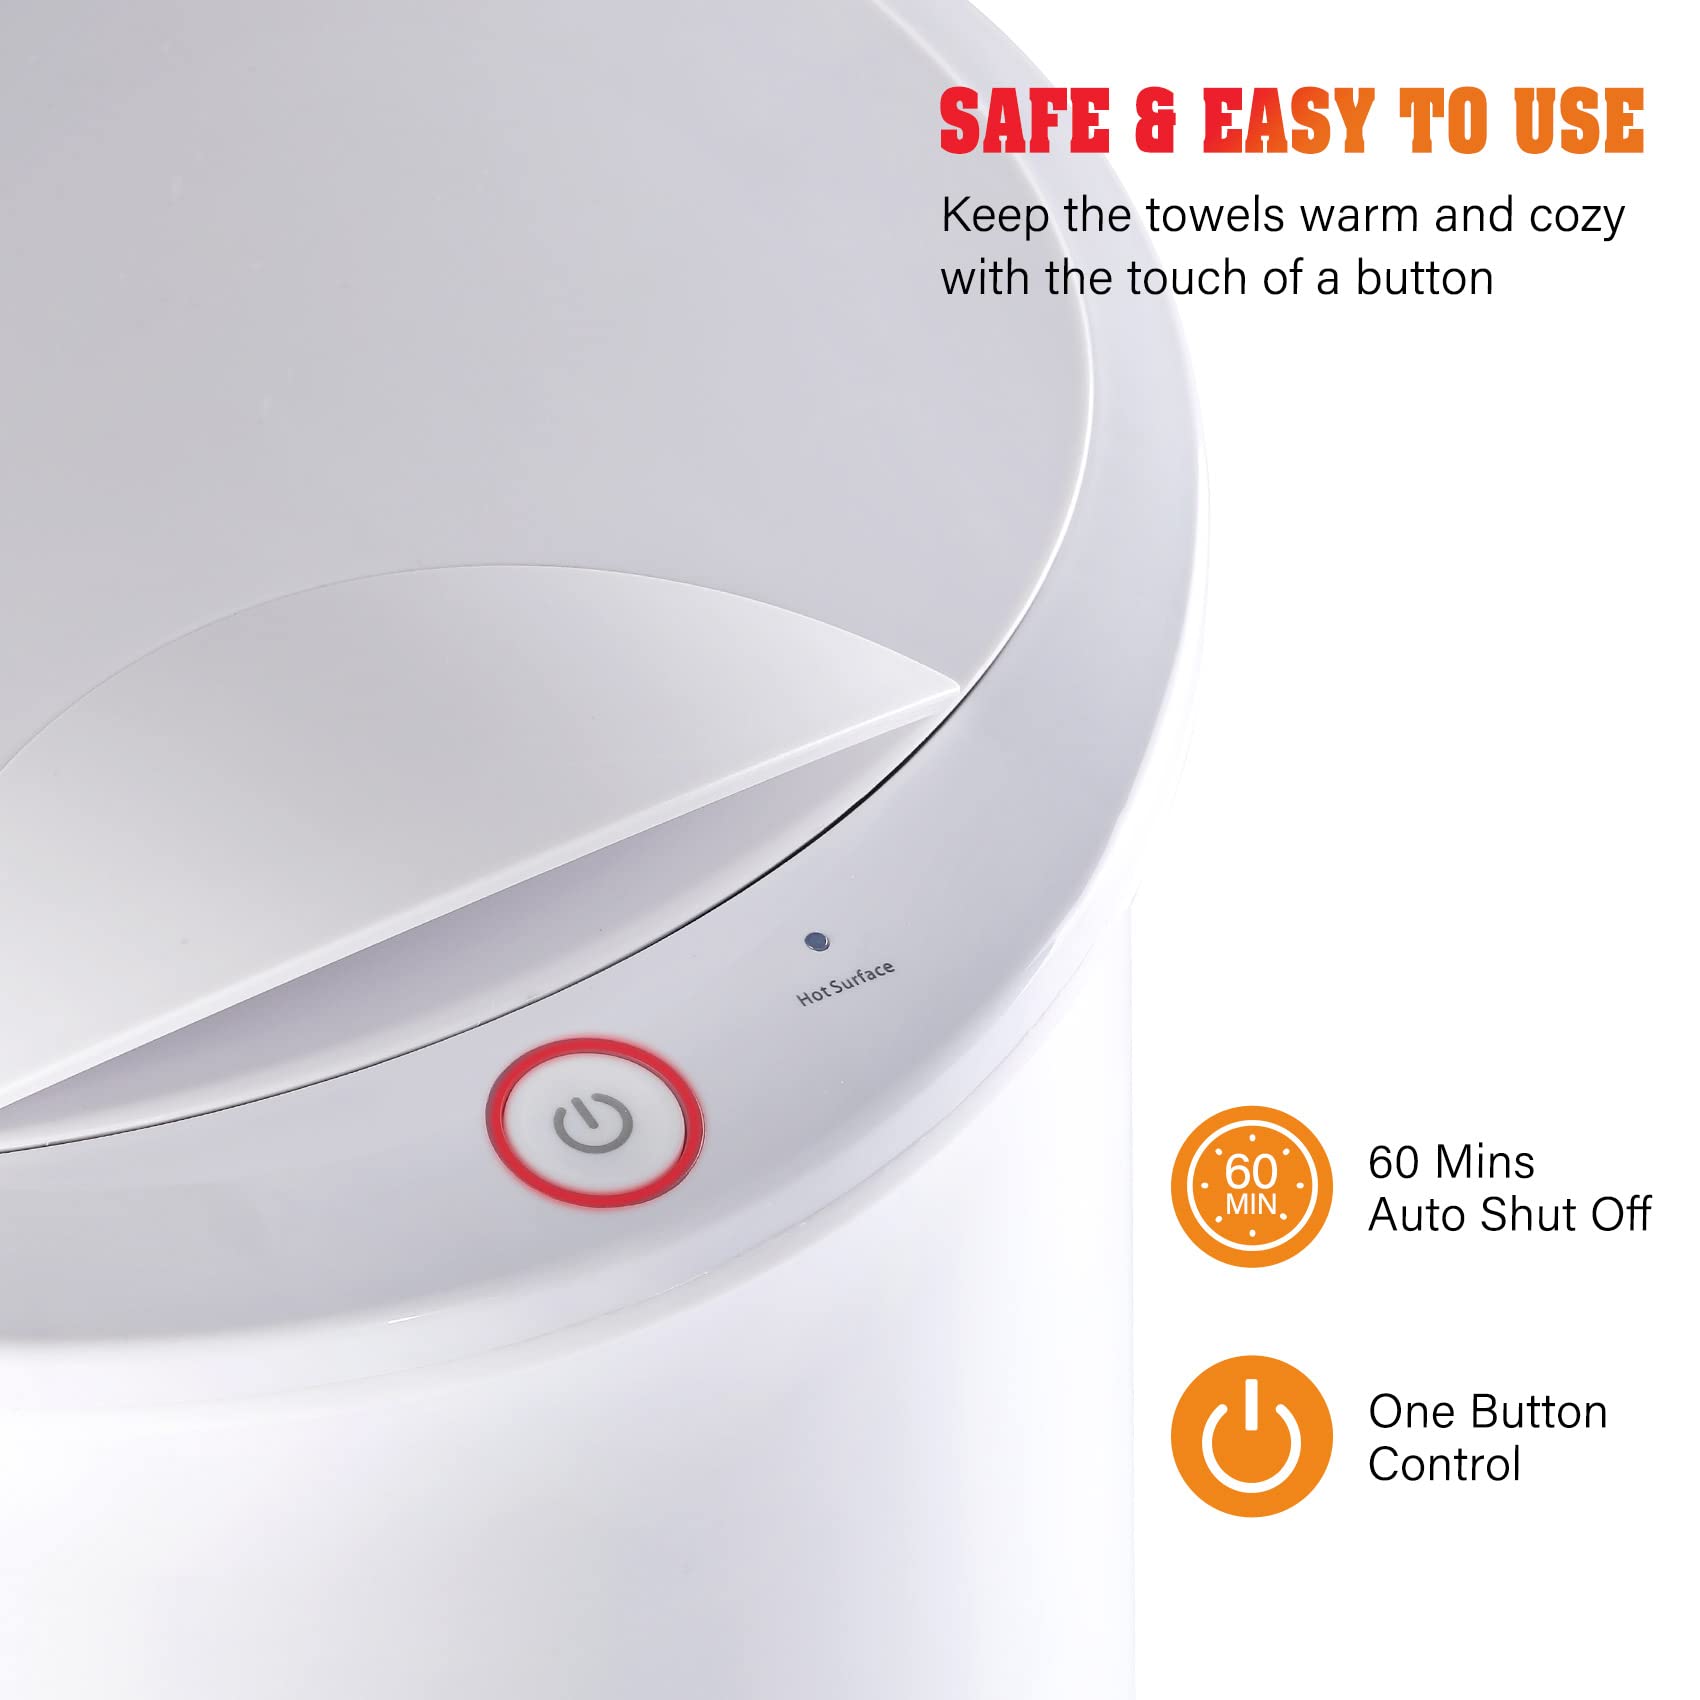 SAFE & EASY TO USE
Keep the towels warm and cozy
with the touch of a button
Hot Surface
60
MIN
60 Mins
Auto Shut Off
One Button
Control